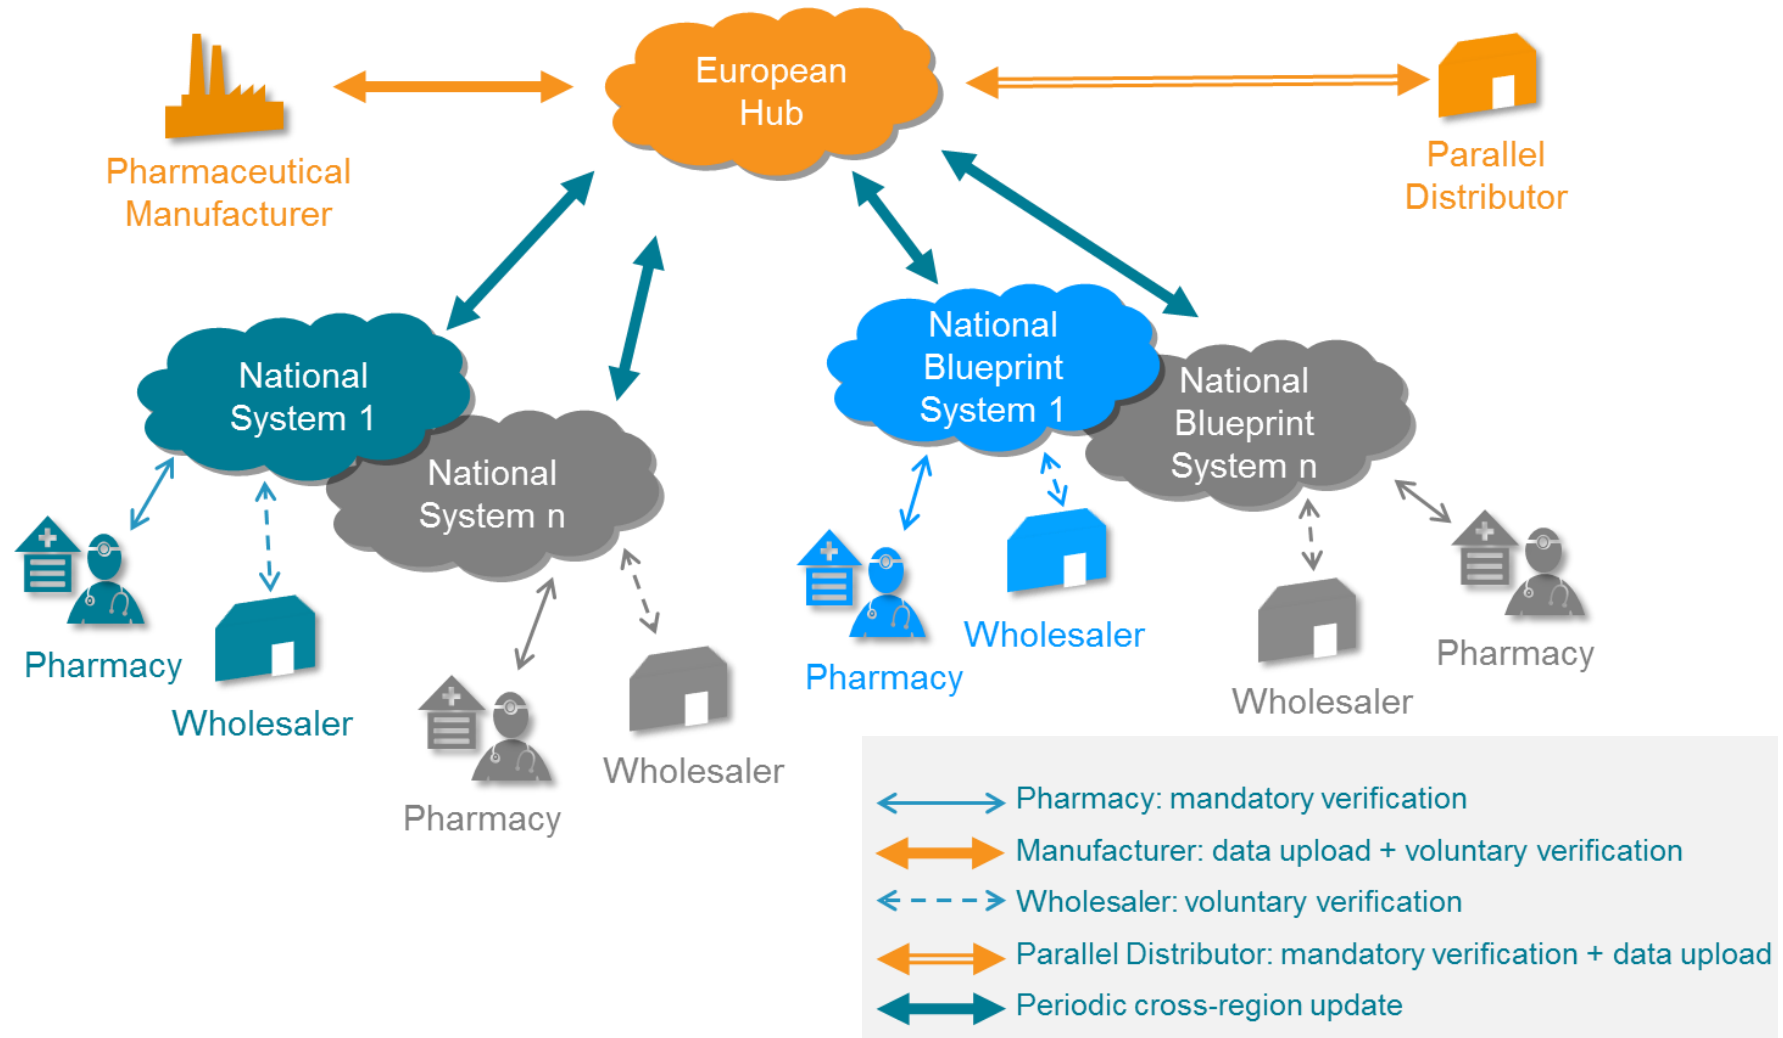 European
Hub
Pharmaceutical
Manufacturer
Parallel
Distributor
National
System 1
National
System n
National
Blueprint
System 1
National
Blueprint
System n
Pharmacy
Wholesaler
Pharmacy
Wholesaler
Pharmacy
Wholesaler
Wholesaler
Pharmacy
Pharmacy: mandatory verification
Manufacturer: data upload + voluntary verification
Wholesaler: voluntary verification
Parallel Distributor: mandatory verification + data upload
Periodic cross-region update